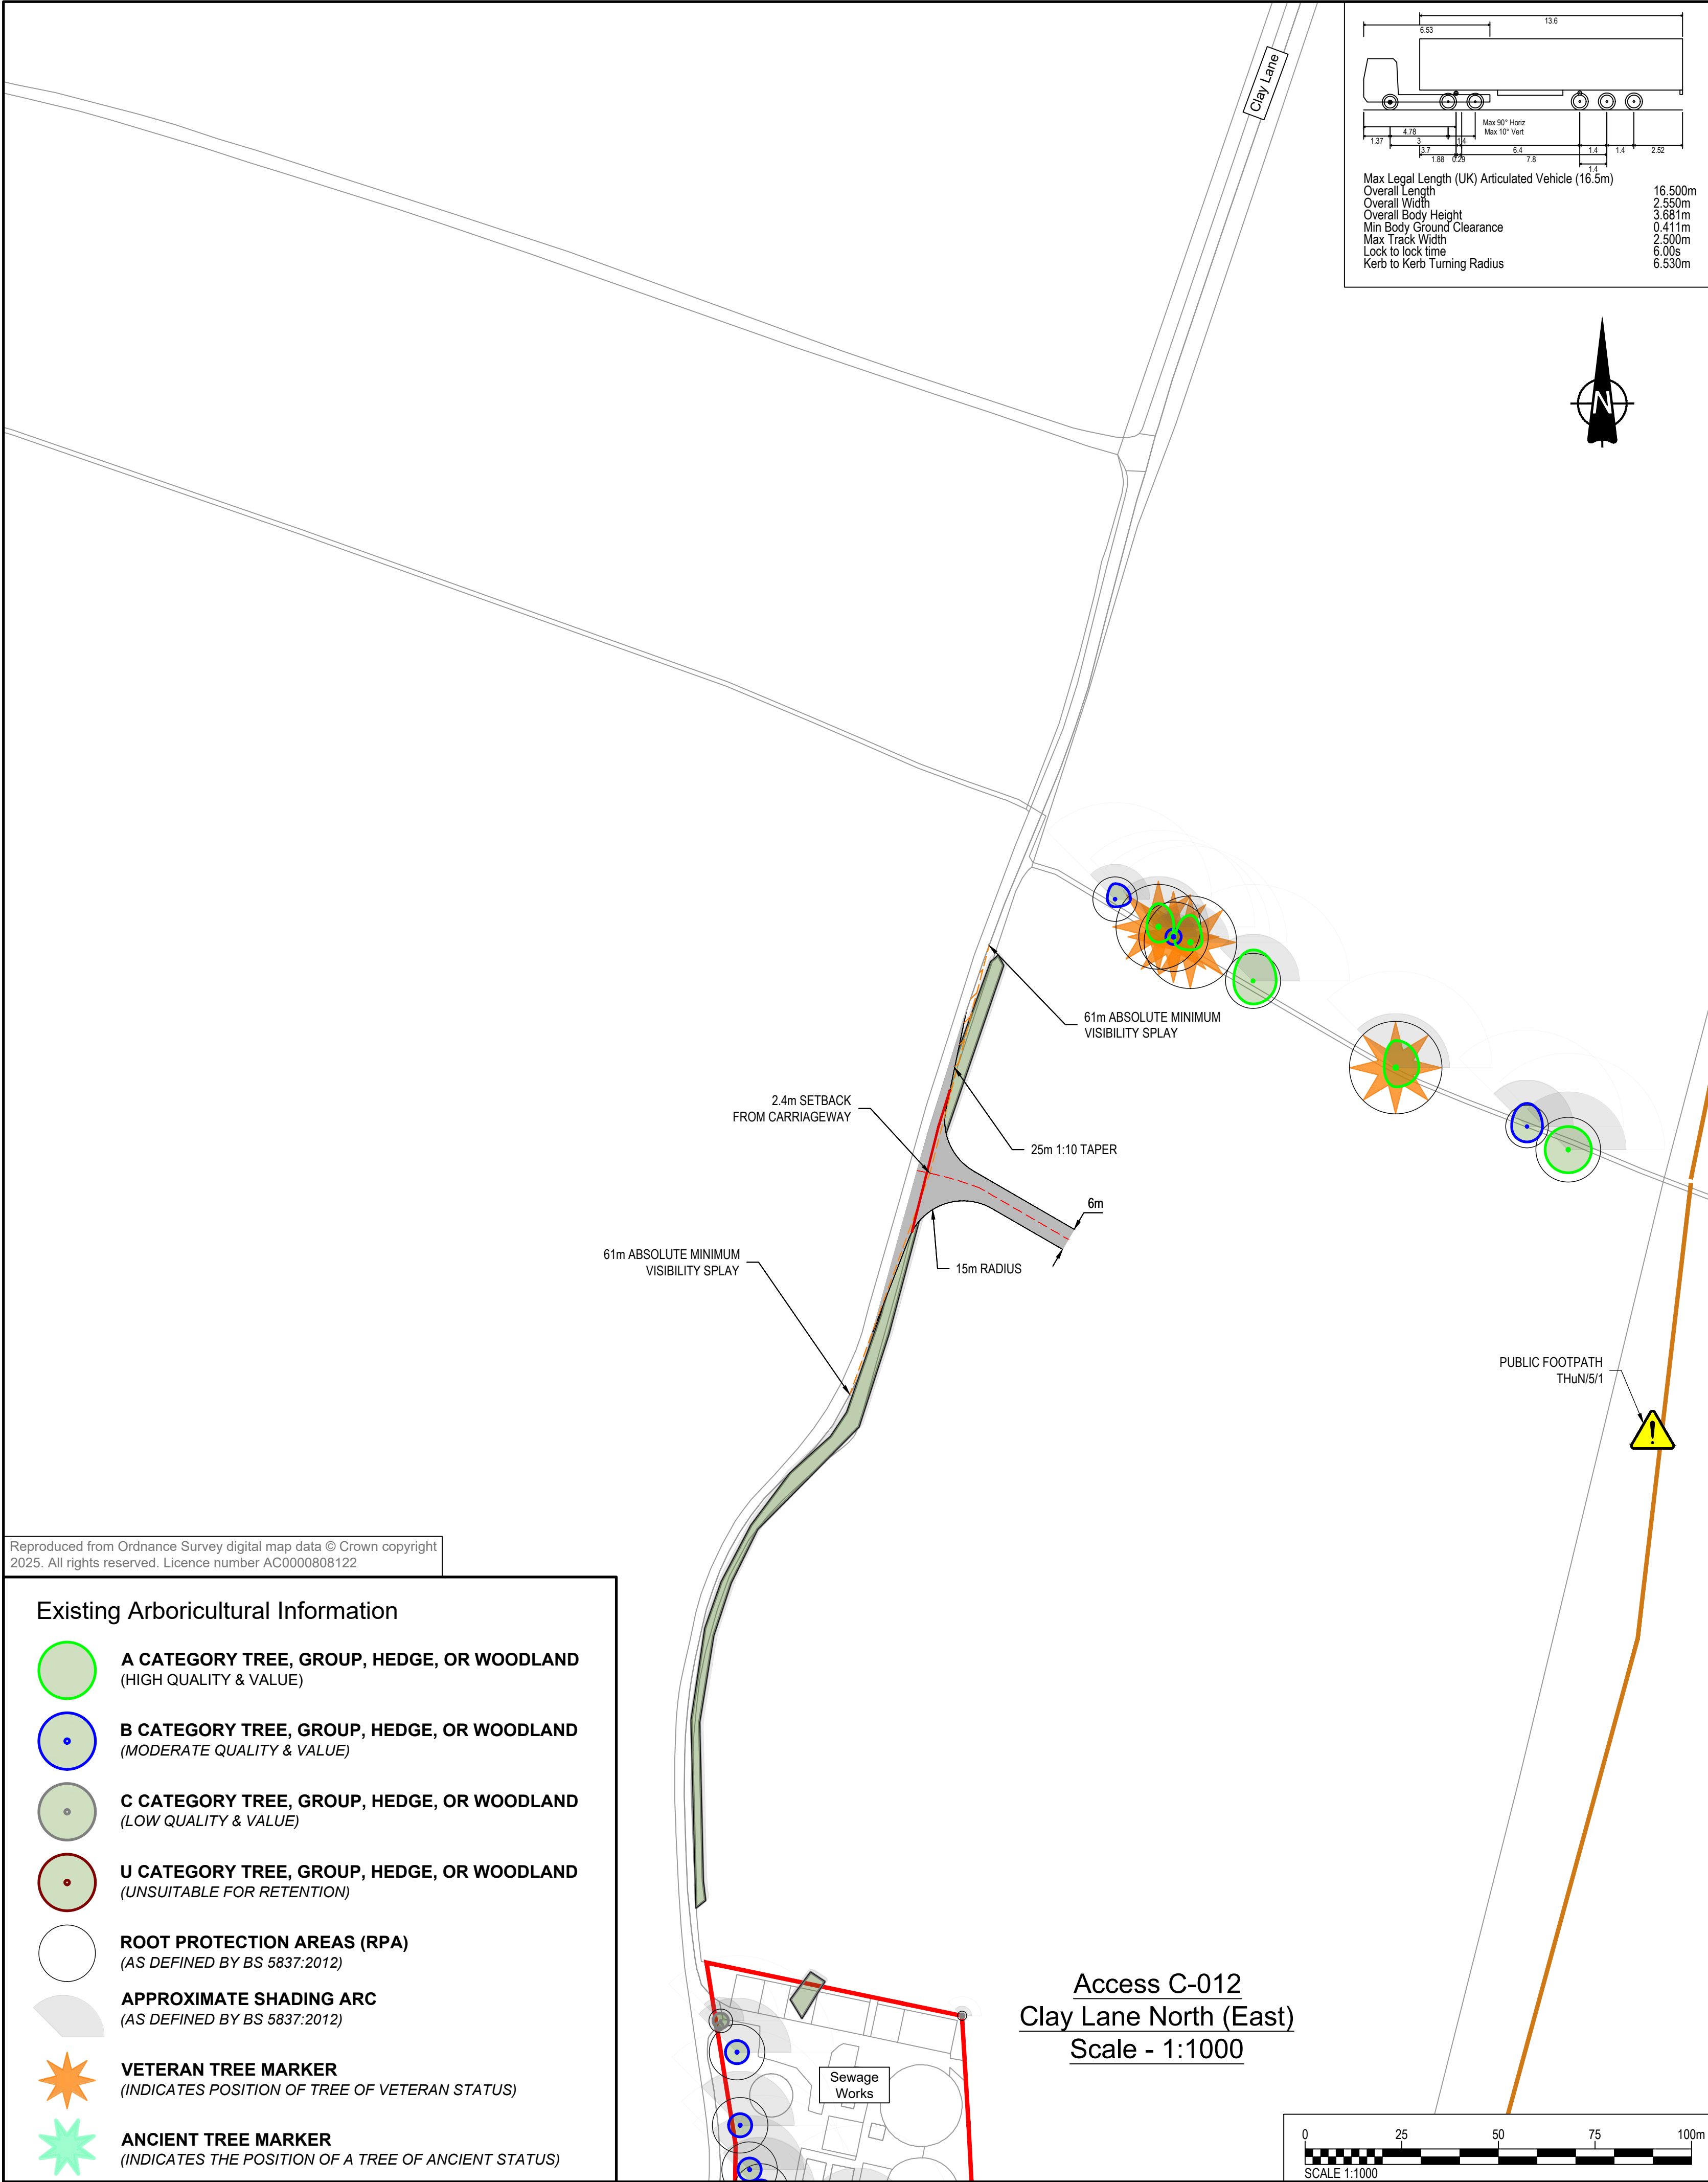 Clay Lane
13.6
6.53
Max 90° Horiz
Max 10° Vert
4.78
1.37
3
1.4
3.7
6.4
1.4
1.4
2.52
1.88
0.29
7.8
1.4
Max Legal Length (UK) Articulated Vehicle (16.5m)
Overall Length 16.500m
Overall Width 2.550m
Overall Body Height 3.681m
Min Body Ground Clearance 0.411m
Max Track Width 2.500m
Lock to lock time 6.00s
Kerb to Kerb Turning Radius 6.530m
N
61m ABSOLUTE MINIMUM
VISIBILITY SPLAY
2.4m SETBACK
FROM CARRIAGEWAY
25m 1:10 TAPER
6m
61m ABSOLUTE MINIMUM
VISIBILITY SPLAY
15m RADIUS
PUBLIC FOOTPATH
THuN/5/1
!
Reproduced from Ordnance Survey digital map data © Crown copyright
2025. All rights reserved. Licence number AC0000808122
Existing Arboricultural Information
A CATEGORY TREE, GROUP, HEDGE, OR WOODLAND
(HIGH QUALITY & VALUE)
B CATEGORY TREE, GROUP, HEDGE, OR WOODLAND
(MODERATE QUALITY & VALUE)
C CATEGORY TREE, GROUP, HEDGE, OR WOODLAND
(LOW QUALITY & VALUE)
U CATEGORY TREE, GROUP, HEDGE, OR WOODLAND
(UNSUITABLE FOR RETENTION)
ROOT PROTECTION AREAS (RPA)
(AS DEFINED BY BS 5837:2012)
APPROXIMATE SHADING ARC
(AS DEFINED BY BS 5837:2012)
VETERAN TREE MARKER
(INDICATES POSITION OF TREE OF VETERAN STATUS)
ANCIENT TREE MARKER
(INDICATES THE POSITION OF A TREE OF ANCIENT STATUS)
Sewage
Works
Access C-012
Clay Lane North (East)
Scale - 1:1000
0 25 50 75 100m
SCALE 1:1000